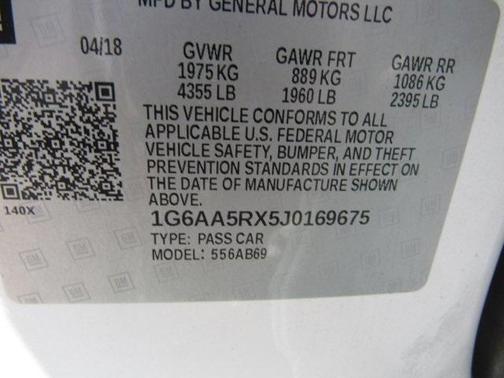 MFD BY GENERAL MOTORS LLC
04/18 GVWR GAWR FRT GAWR RR
1975 KG 889 KG 1086 KG
4355 LB 1960 LB 2395 LB
THIS VEHICLE CONFORMS TO ALL
APPLICABLE U.S. FEDERAL MOTOR
VEHICLE SAFETY, BUMPER, AND THEFT
PREVENTION STANDARDS IN EFFECT ON
THE DATE OF MANUFACTURE SHOWN
ABOVE.
140X
1G6AA5RX5J0169675
TYPE: PASS CAR
MODEL: 556AB69